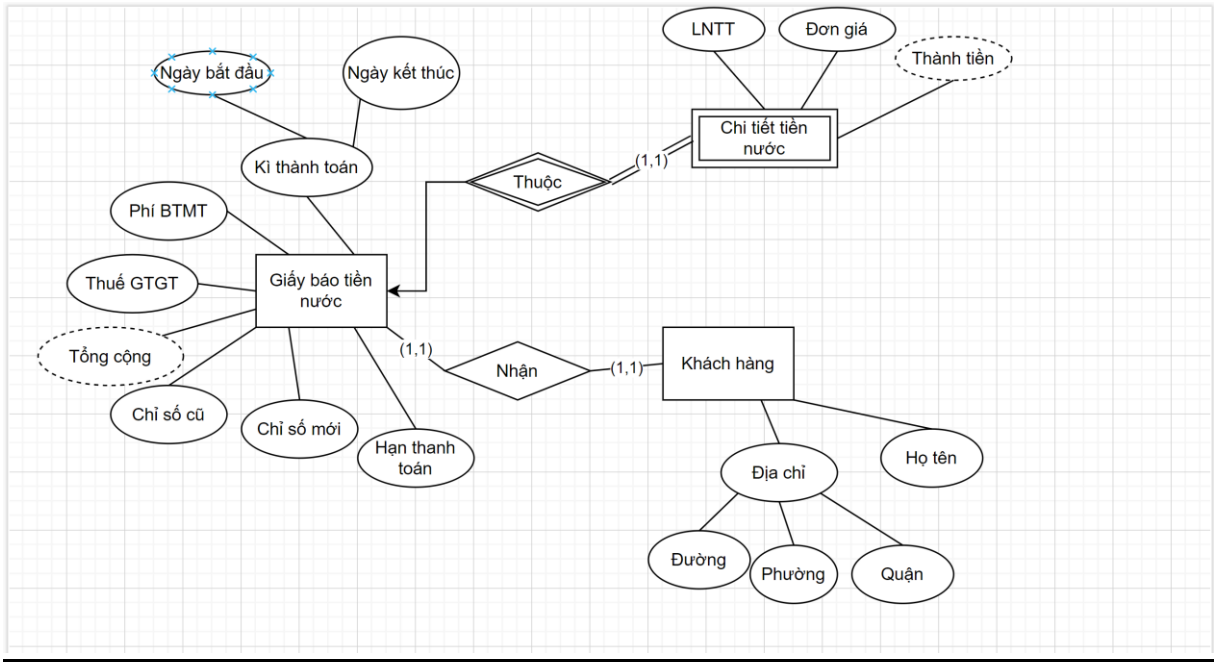 LNTT
Đơn giá
Thành tiền
Ngày bắt đầu
Ngày kết thúc
Chi tiết tiền
nước
Kì thành toán
(1,1)
Thuộc
Phí BTMT
Thuế GTGT
Giấy báo tiền
nước
Tổng cộng
(1,1)
Nhận
(1,1)
Khách hàng
Chỉ số cũ
Chỉ số mới
Hạn thanh
toán
Địa chỉ
Họ tên
Đường
Phường
Quận